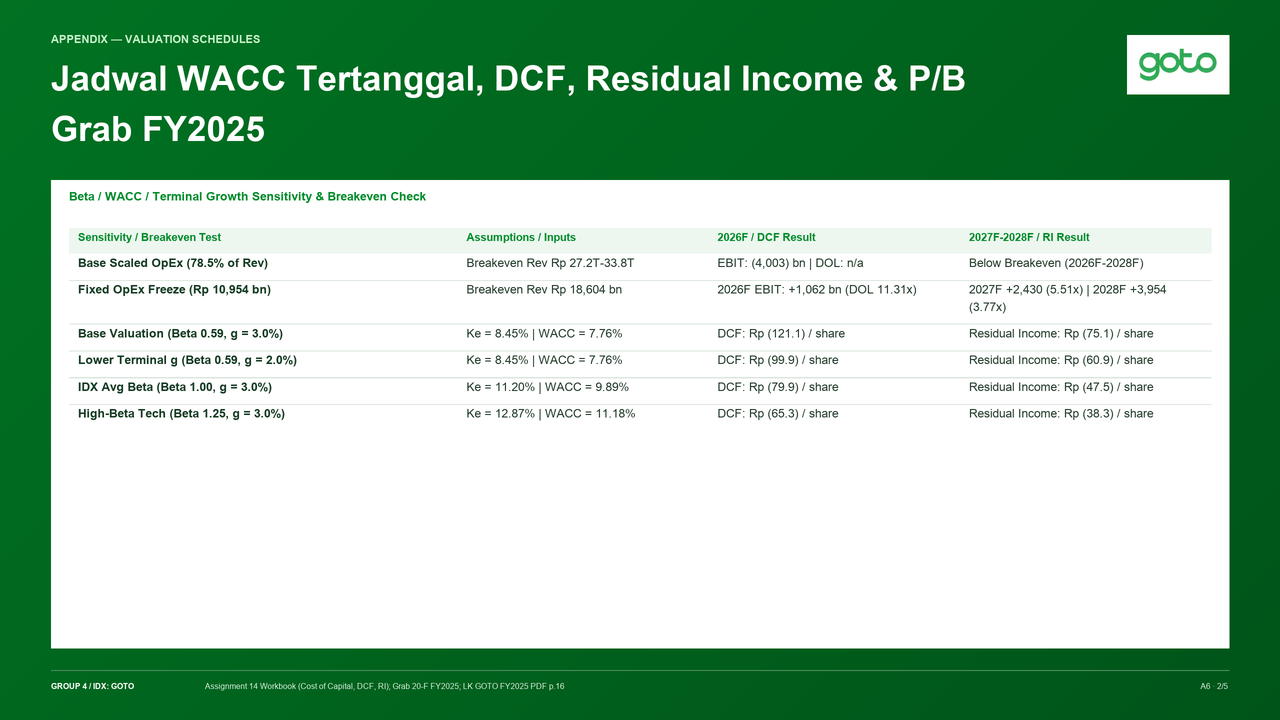 APPENDIX — VALUATION SCHEDULES
Jadwal WACC Tertanggal, DCF, Residual Income & P/B
Grab FY2025
goto
Beta / WACC / Terminal Growth Sensitivity & Breakeven Check
Sensitivity / Breakeven Test Assumptions / Inputs 2026F / DCF Result 2027F-2028F / RI Result
Base Scaled OpEx (78.5% of Rev) Breakeven Rev Rp 27.2T-33.8T EBIT: (4,003) bn | DOL: n/a Below Breakeven (2026F-2028F)
Fixed OpEx Freeze (Rp 10,954 bn) Breakeven Rev Rp 18,604 bn 2026F EBIT: +1,062 bn (DOL 11.31x) 2027F +2,430 (5.51x) | 2028F +3,954
(3.77x)
Base Valuation (Beta 0.59, g = 3.0%) Ke = 8.45% | WACC = 7.76% DCF: Rp (121.1) / share Residual Income: Rp (75.1) / share
Lower Terminal g (Beta 0.59, g = 2.0%) Ke = 8.45% | WACC = 7.76% DCF: Rp (99.9) / share Residual Income: Rp (60.9) / share
IDX Avg Beta (Beta 1.00, g = 3.0%) Ke = 11.20% | WACC = 9.89% DCF: Rp (79.9) / share Residual Income: Rp (47.5) / share
High-Beta Tech (Beta 1.25, g = 3.0%) Ke = 12.87% | WACC = 11.18% DCF: Rp (65.3) / share Residual Income: Rp (38.3) / share
GROUP 4 / IDX: GOTO Assignment 14 Workbook (Cost of Capital, DCF, RI); Grab 20-F FY2025; LK GOTO FY2025 PDF p.16 A6 · 2/5